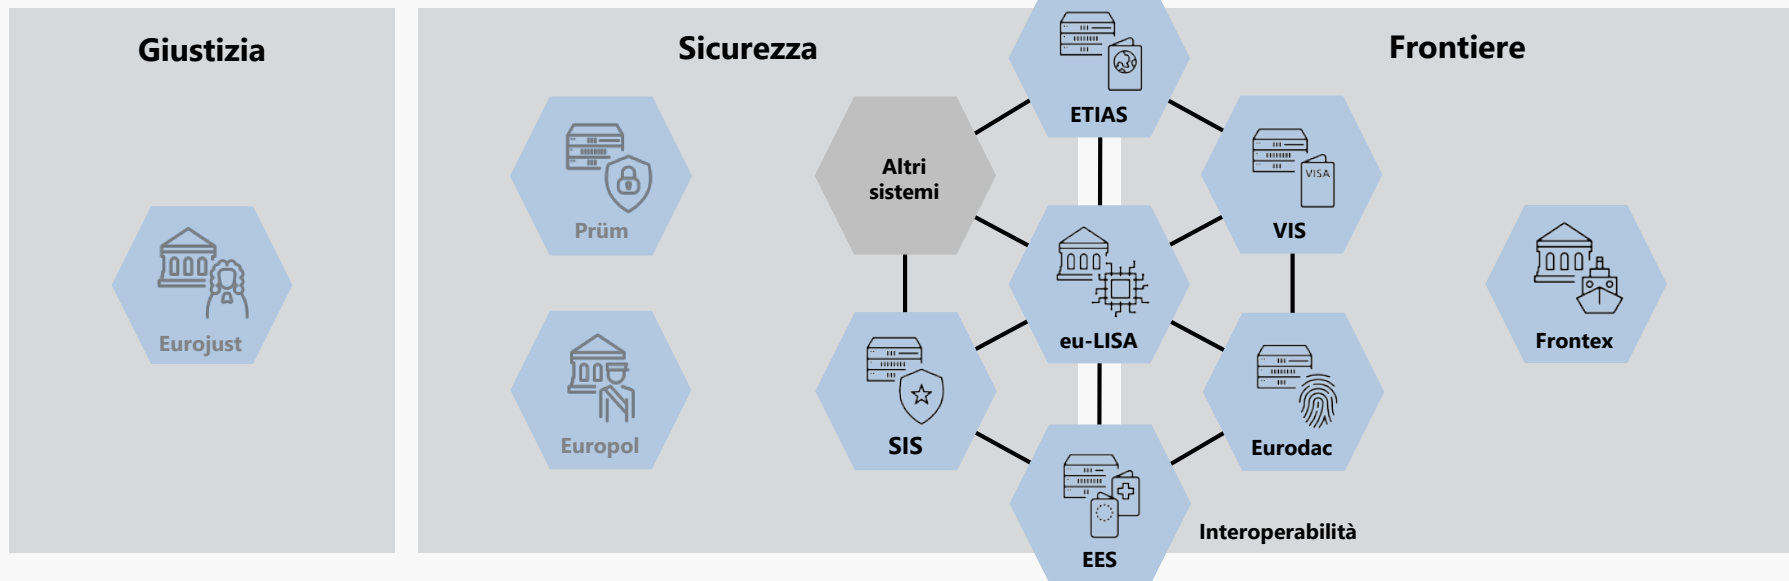 Giustizia
Eurojust
Sicurezza
Prüm
Europol
Altri
sistemi
SIS
ETIAS
eu-LISA
EES
Frontiere
VISA
VIS
Eurodac
Frontex
Interoperabilità